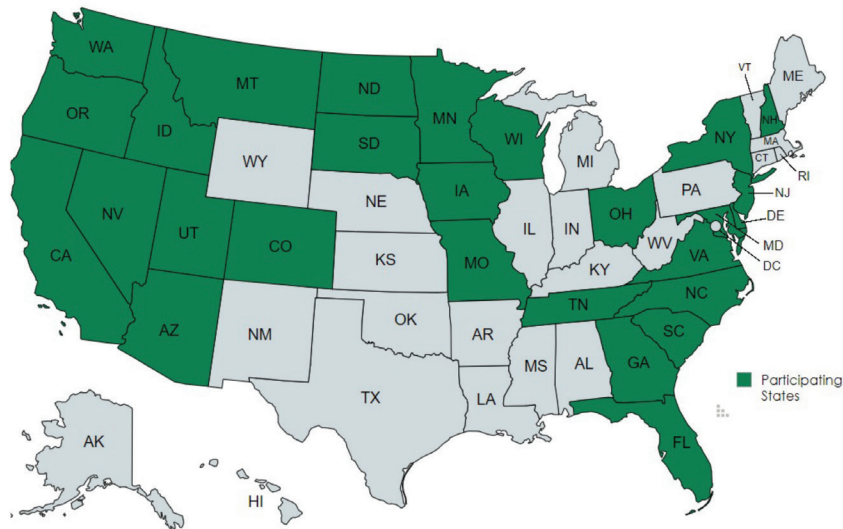 WA
MT
ND
MN
OR
ID
SD
WI
WY
MI
NY
VT
NH
ME
MA
CT
RI
NJ
DE
MD
DC
PA
IA
NE
NV
UT
CO
CA
IL
IN
OH
WV
VA
KS
MO
KY
NC
TN
SC
AZ
NM
OK
AR
MS
AL
GA
TX
LA
FL
AK
HI
Participating
States